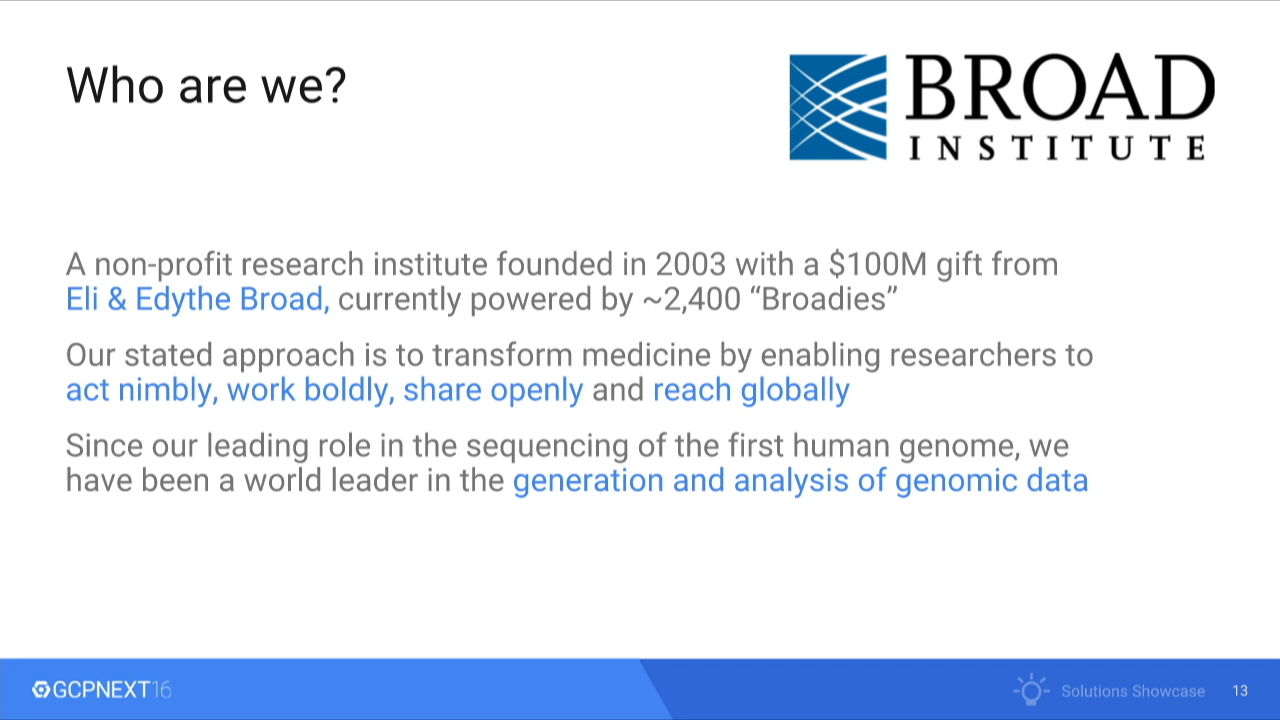 Who are we?
BROAD
INSTITUTE
A non-profit research institute founded in 2003 with a $100M gift from
Eli & Edythe Broad, currently powered by ~2,400 “Broadies”
Our stated approach is to transform medicine by enabling researchers to
act nimbly, work boldly, share openly and reach globally
Since our leading role in the sequencing of the first human genome, we
have been a world leader in the generation and analysis of genomic data
GCPNEXT16
Solutions Showcase 13